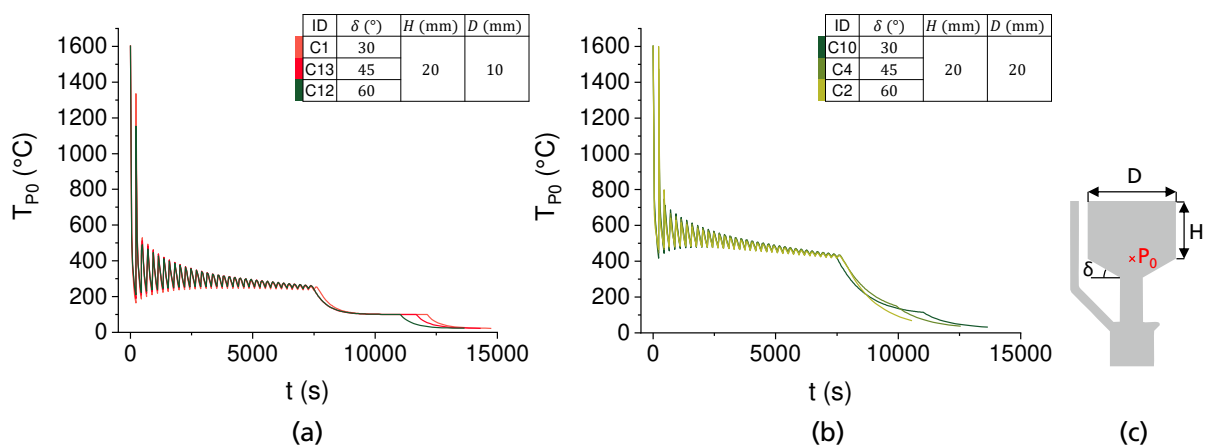 ID δ (°) H (mm) D (mm)
C1 30
C13 45 20 10
C12 60
1600
1400
1200
1000
800
600
400
200
0
T_P0 (°C)
0 5000 10000 15000
t (s)
(a)
ID δ (°) H (mm) D (mm)
C10 30
C4 45 20 20
C2 60
1600
1400
1200
1000
800
600
400
200
0
T_P0 (°C)
0 5000 10000 15000
t (s)
(b)
D
H
×P₀
δ
(c)